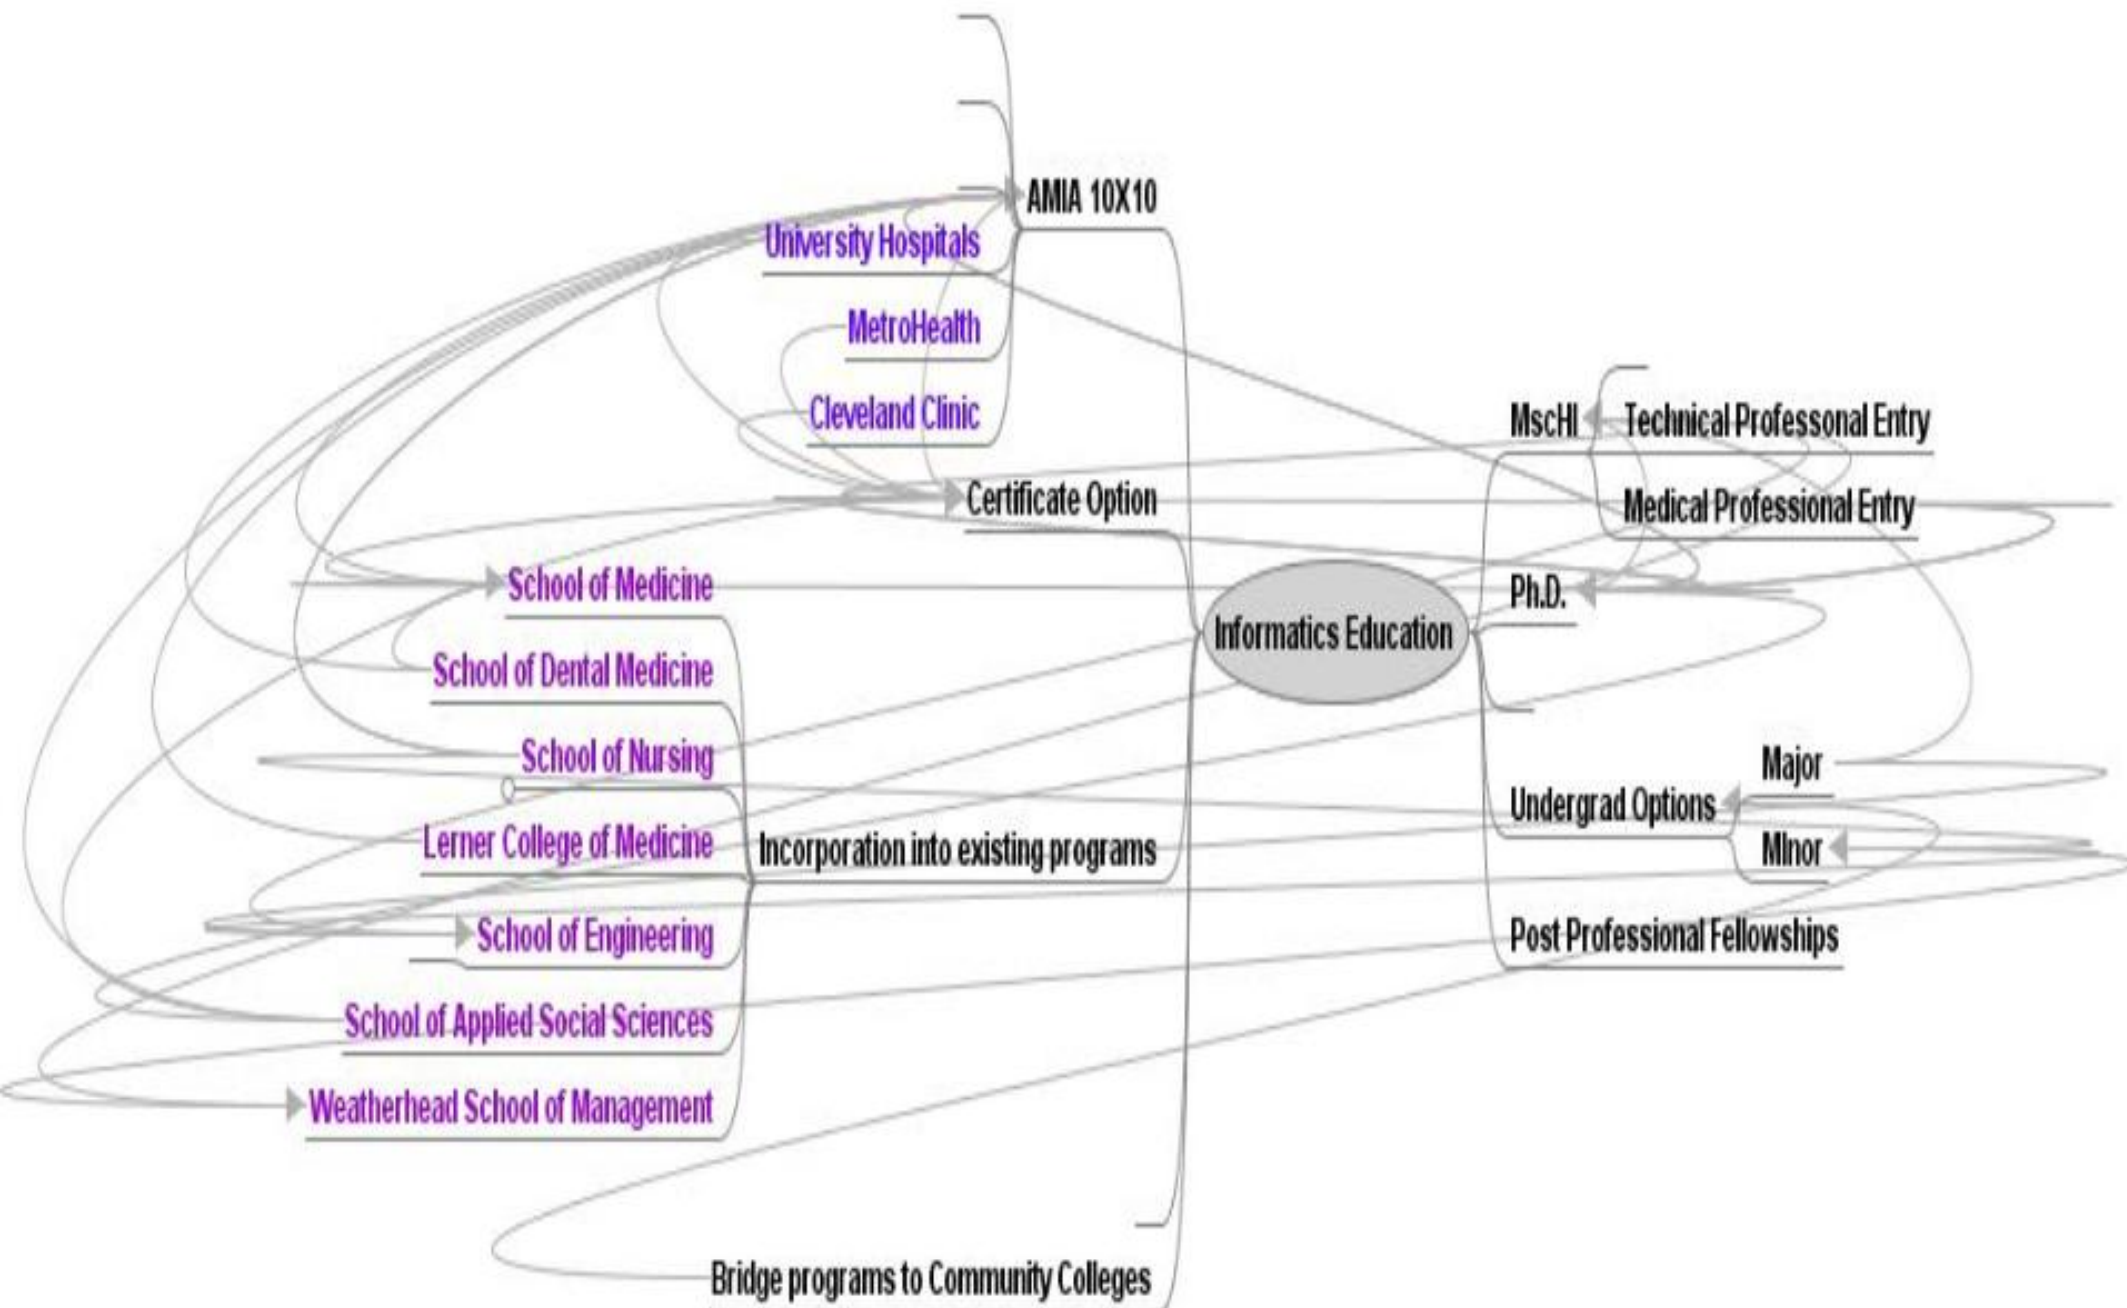 AMIA 10X10
University Hospitals
MetroHealth
Cleveland Clinic
Certificate Option
School of Medicine
School of Dental Medicine
School of Nursing
Lerner College of Medicine
Incorporation into existing programs
School of Engineering
School of Applied Social Sciences
Weatherhead School of Management
Bridge programs to Community Colleges
Informatics Education
MscHI
Technical Professonal Entry
Medical Professional Entry
Ph.D.
Major
Undergrad Options
MInor
Post Professional Fellowships